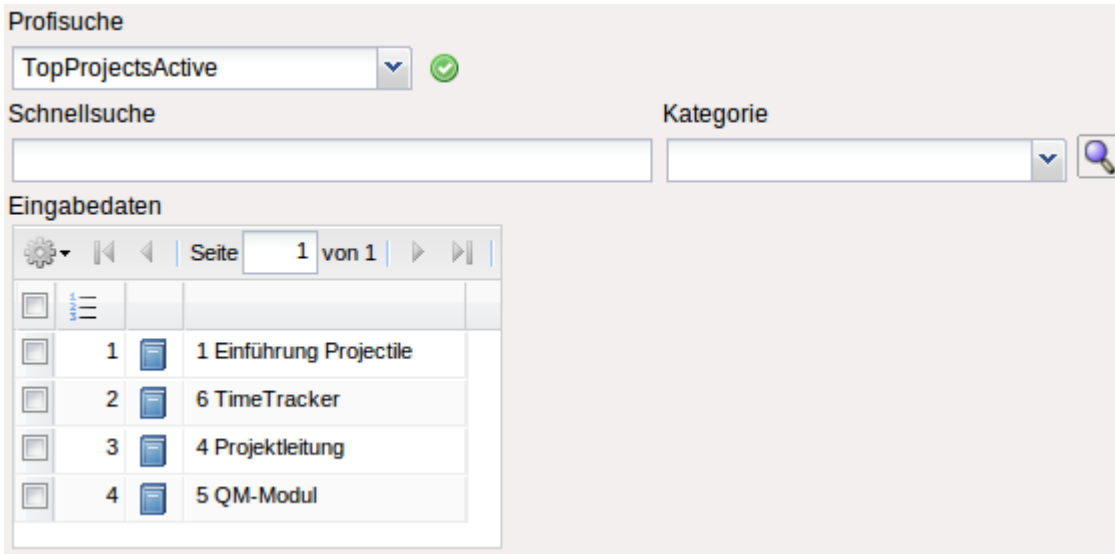 Profisuche
TopProjectsActive
Schnellsuche Kategorie
Eingabedaten
Seite 1 von 1
1 1 Einführung Projectile
2 6 TimeTracker
3 4 Projektleitung
4 5 QM-Modul